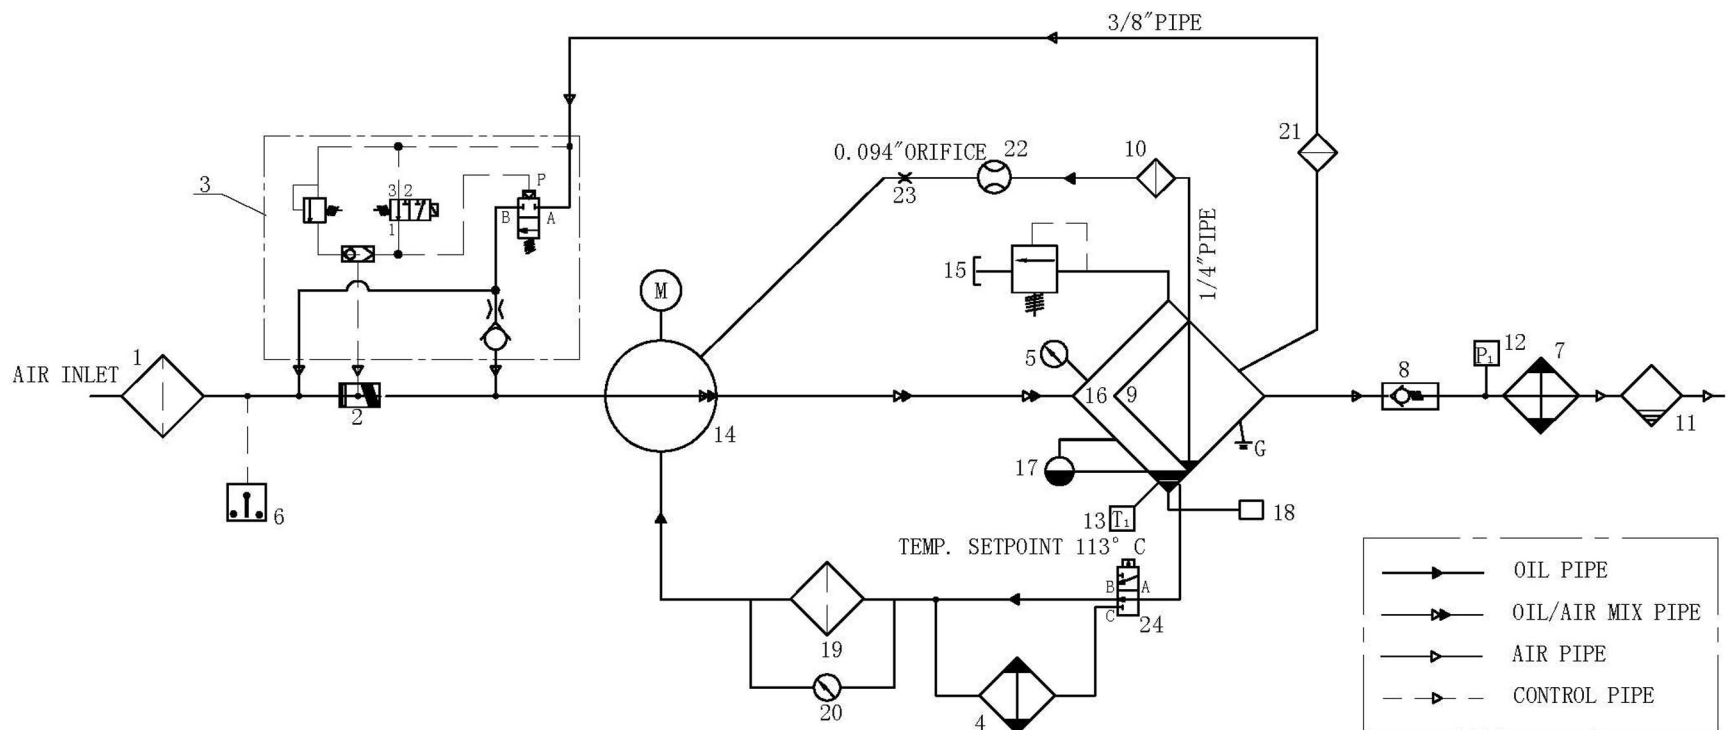 3/8"PIPE
21
0.094"ORIFICE
22
10
23
3
P
3 2
B
A
1
1/4"PIPE
15
M
1
5
12
7
P1
8
AIR INLET
16
9
2
14
11
G
17
6
13
T1
18
TEMP. SETPOINT 113° C
B
A
C
24
19
20
4
OIL PIPE
OIL/AIR MIX PIPE
AIR PIPE
CONTROL PIPE